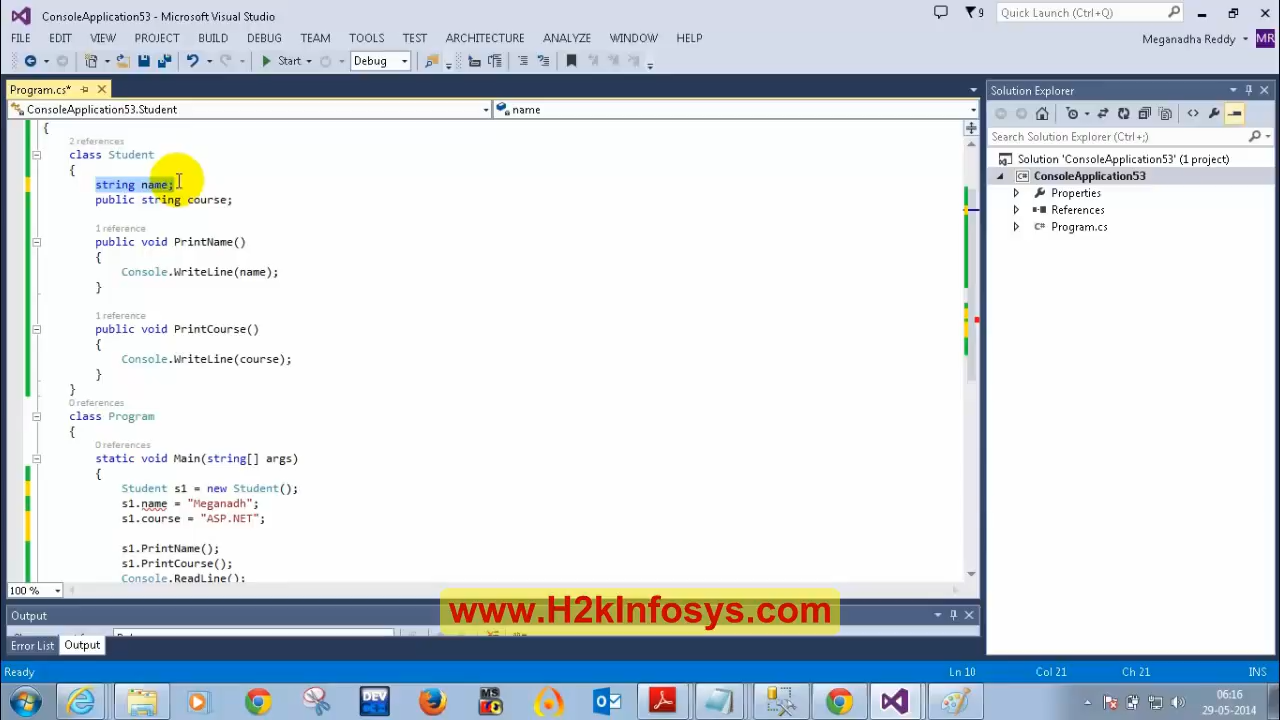 ConsoleApplication53 - Microsoft Visual Studio
9
Quick Launch (Ctrl+Q)
FILE EDIT VIEW PROJECT BUILD DEBUG TEAM TOOLS TEST ARCHITECTURE ANALYZE WINDOW HELP
Meganadha Reddy MR
Start Debug
Program.cs*
ConsoleApplication53.Student name
{
2 references
class Student
{
string name;
public string course;
1 reference
public void PrintName()
{
Console.WriteLine(name);
}
1 reference
public void PrintCourse()
{
Console.WriteLine(course);
}
}
0 references
class Program
{
0 references
static void Main(string[] args)
{
Student s1 = new Student();
s1.name = "Meganadh";
s1.course = "ASP.NET";
s1.PrintName();
s1.PrintCourse();
Console.ReadLine();
100 %
Solution Explorer
Search Solution Explorer (Ctrl+;)
Solution 'ConsoleApplication53' (1 project)
ConsoleApplication53
Properties
References
Program.cs
Output
www.H2kInfosys.com
Error List Output
Ready Ln 10 Col 21 Ch 21 INS
DEV
MS
06:16
29-05-2014